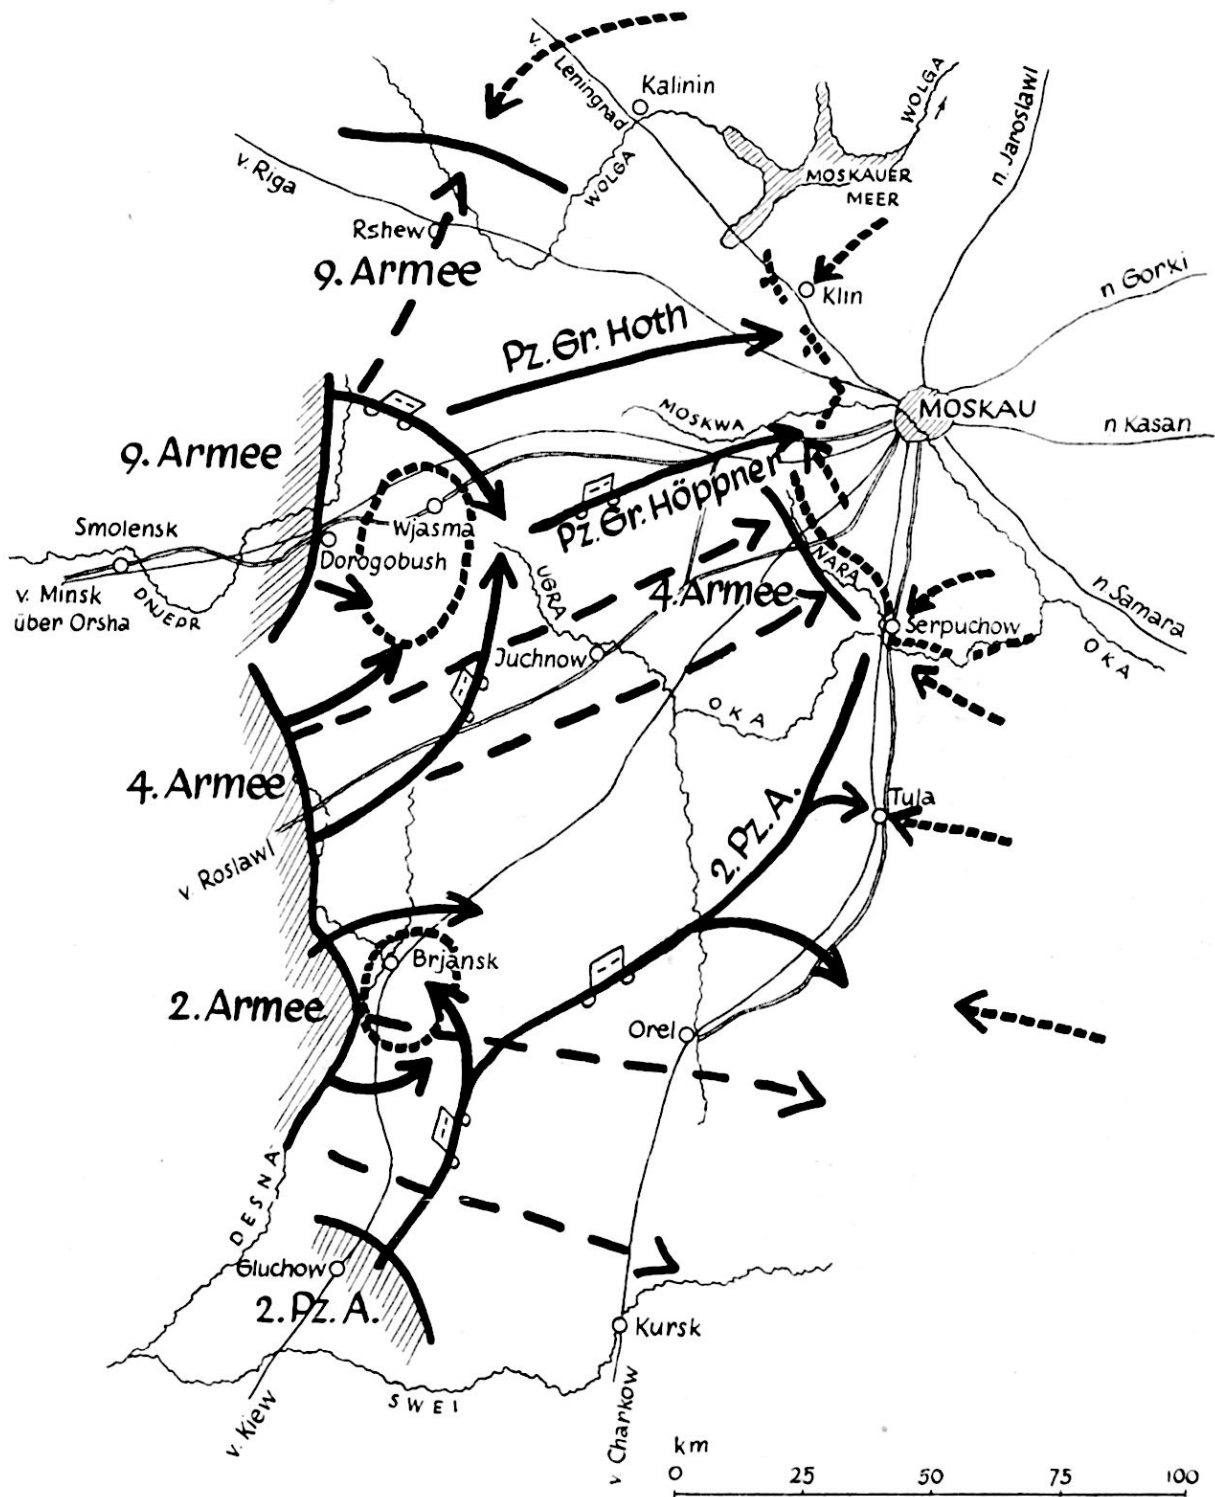 v. Leningrad
Kalinin
WOLGA
n. Jaroslawl
v. Riga
WOLGA
MOSKAUER
MEER
Rshew
9. Armee
Klin
n Gorki
Pz. Gr. Hoth
MOSKWA
MOSKAU
n Kasan
9. Armee
Smolensk
Wjasma
Pz. Gr. Höppner
Dorogobush
v. Minsk
über Orsha
DNJEPR
UGRA
4. Armee
NARA
n Samara
Serpuchow
OKA
Juchnow
OKA
4. Armee
Tula
2. Pz. A.
v. Roslawl
Brjansk
2. Armee
Orel
DESNA
Gluchow
2. Pz. A.
Kursk
SWEI
v. Kiew
v Charkow
km
0 25 50 75 100